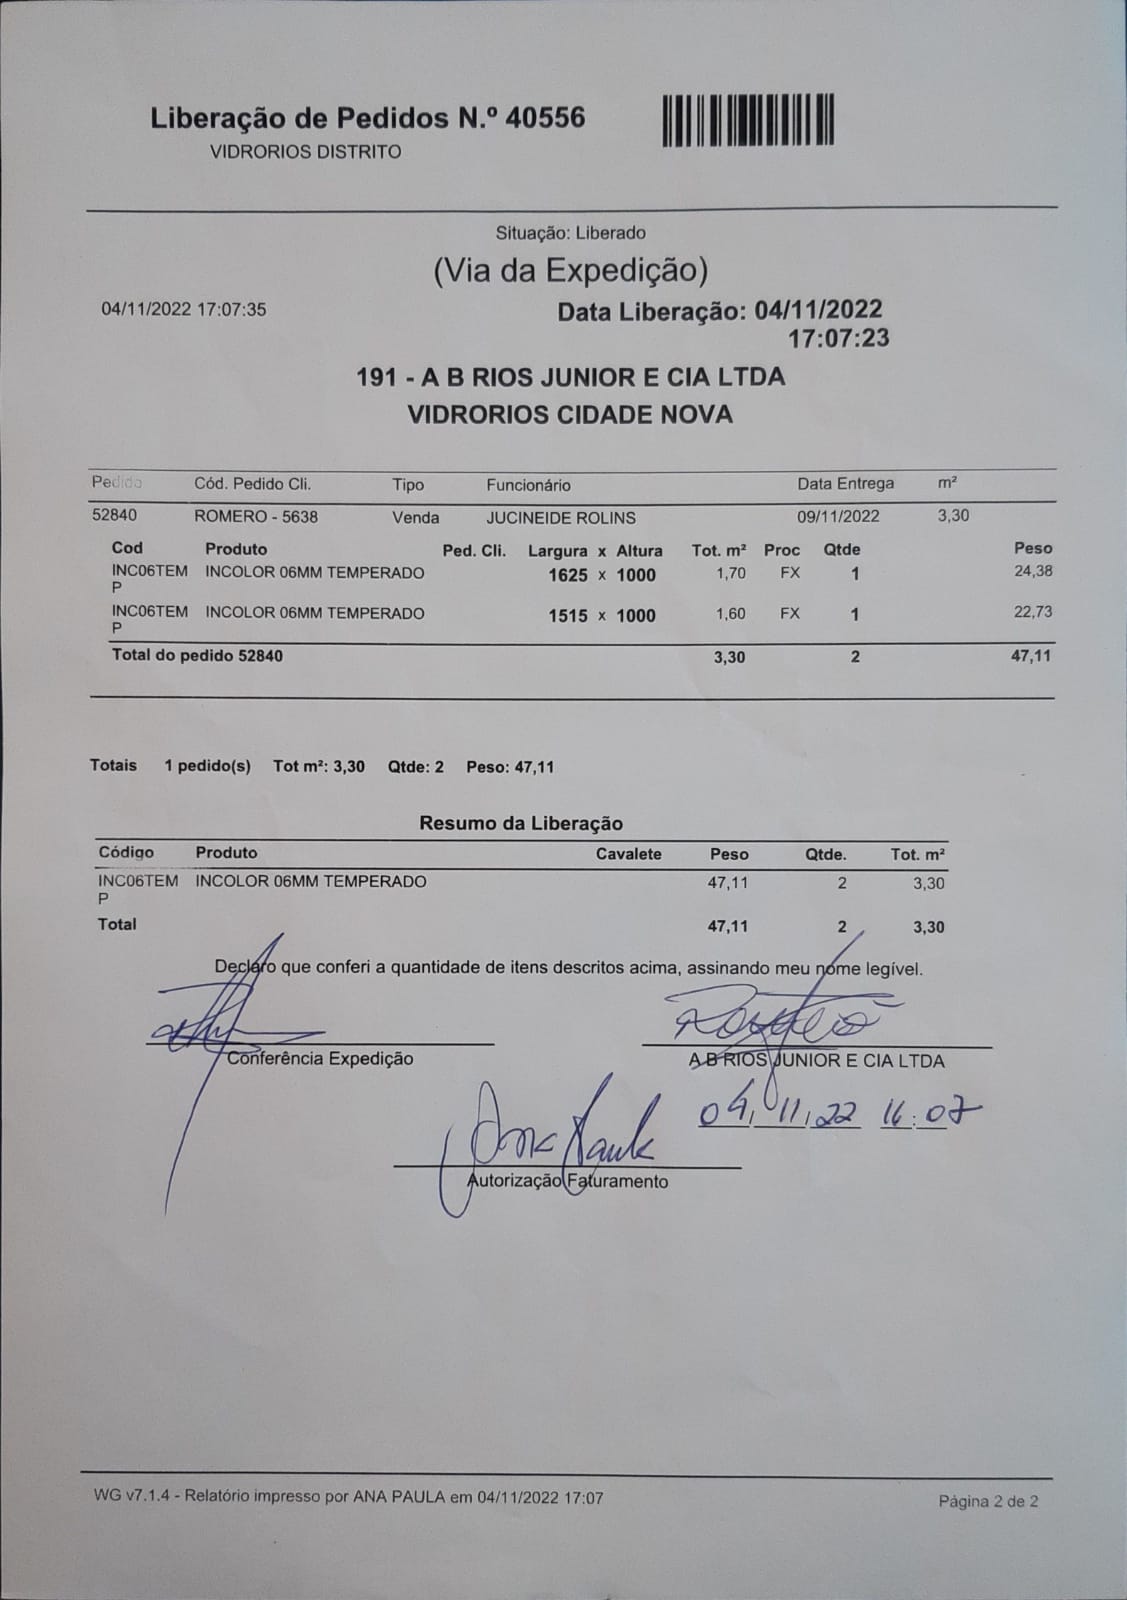 Liberação de Pedidos N.º 40556
VIDRORIOS DISTRITO
Situação: Liberado
(Via da Expedição)
04/11/2022 17:07:35
Data Liberação: 04/11/2022
17:07:23
191 - A B RIOS JUNIOR E CIA LTDA
VIDRORIOS CIDADE NOVA
Pedido Cód. Pedido Cli. Tipo Funcionário Data Entrega m²
52840 ROMERO - 5638 Venda JUCINEIDE ROLINS 09/11/2022 3,30
Cod Produto Ped. Cli. Largura x Altura Tot. m² Proc Qtde Peso
INC06TEM INCOLOR 06MM TEMPERADO 1625 x 1000 1,70 FX 1 24,38
P
INC06TEM INCOLOR 06MM TEMPERADO 1515 x 1000 1,60 FX 1 22,73
P
Total do pedido 52840 3,30 2 47,11
Totais 1 pedido(s) Tot m²: 3,30 Qtde: 2 Peso: 47,11
Resumo da Liberação
Código Produto Cavalete Peso Qtde. Tot. m²
INC06TEM INCOLOR 06MM TEMPERADO 47,11 2 3,30
P
Total 47,11 2 3,30
Declaro que conferi a quantidade de itens descritos acima, assinando meu nome legível.
Conferência Expedição
A B RIOS JUNIOR E CIA LTDA
04, 11, 22 16:07
Ana Paula
Autorização Faturamento
WG v7.1.4 - Relatório impresso por ANA PAULA em 04/11/2022 17:07
Página 2 de 2